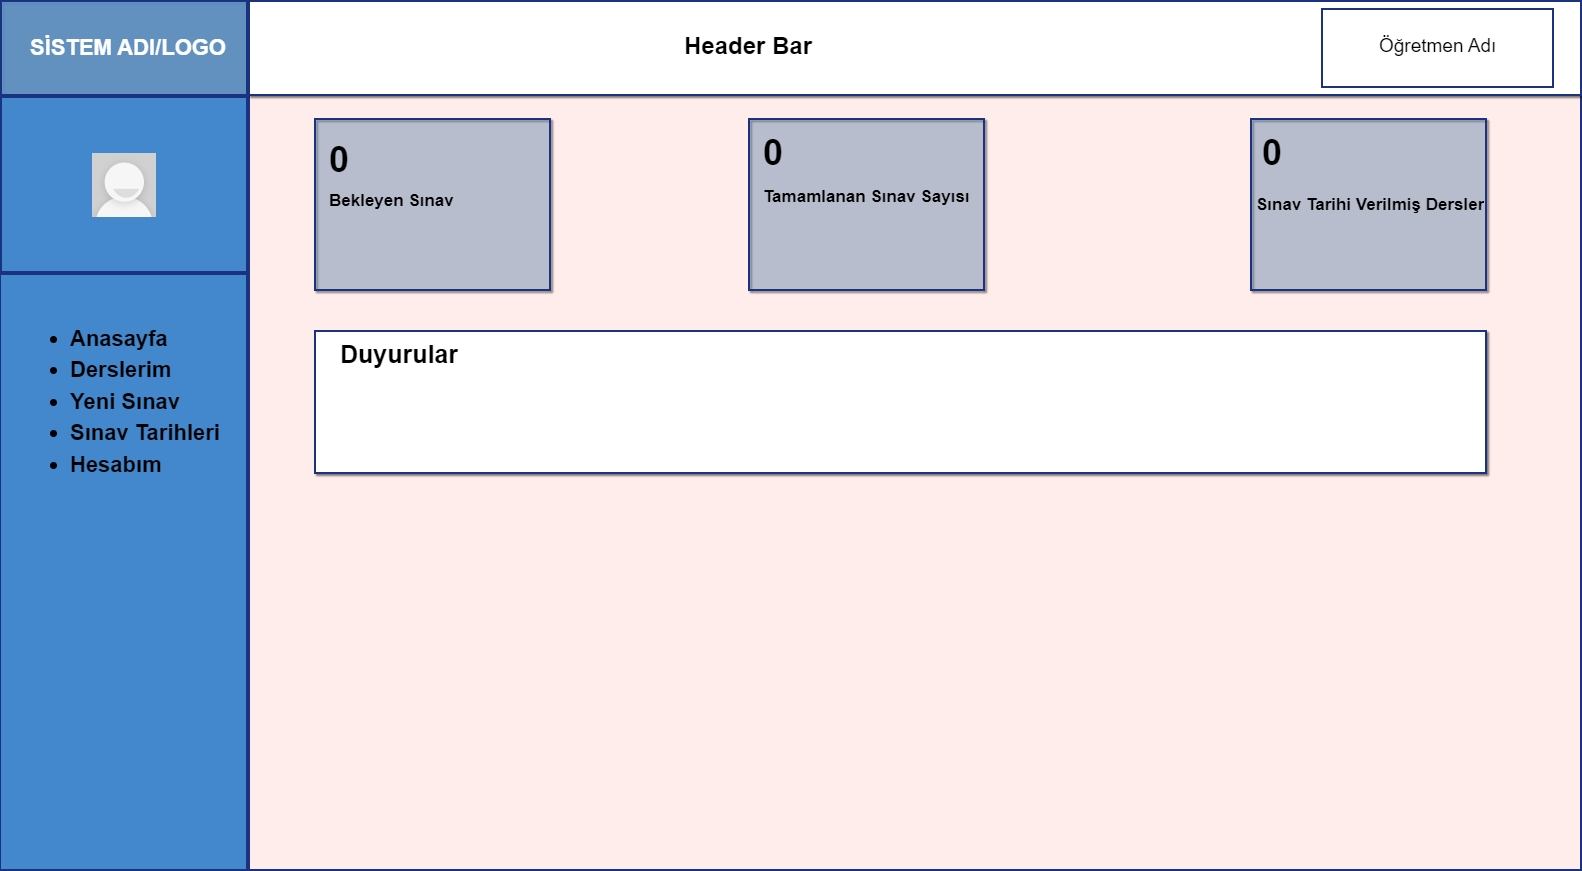 SİSTEM ADI/LOGO
Header Bar
Öğretmen Adı
0
Bekleyen Sınav
0
Tamamlanan Sınav Sayısı
0
Sınav Tarihi Verilmiş Dersler
Anasayfa
Derslerim
Yeni Sınav
Sınav Tarihleri
Hesabım
Duyurular